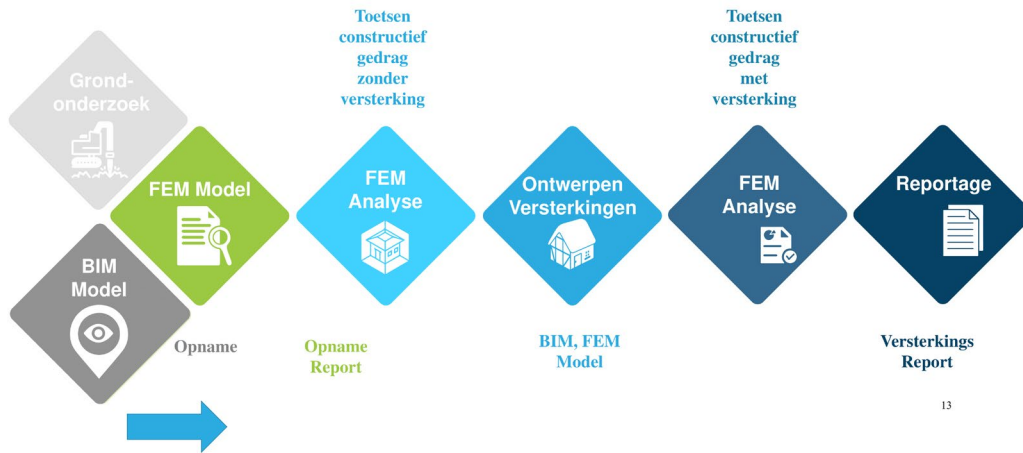 Toetsen
constructief
gedrag
zonder
versterking
Toetsen
constructief
gedrag
met
versterking
Grond-
onderzoek
FEM Model
BIM
Model
FEM
Analyse
Ontwerpen
Versterkingen
FEM
Analyse
Reportage
Opname
Opname
Report
BIM, FEM
Model
Versterkings
Report
13